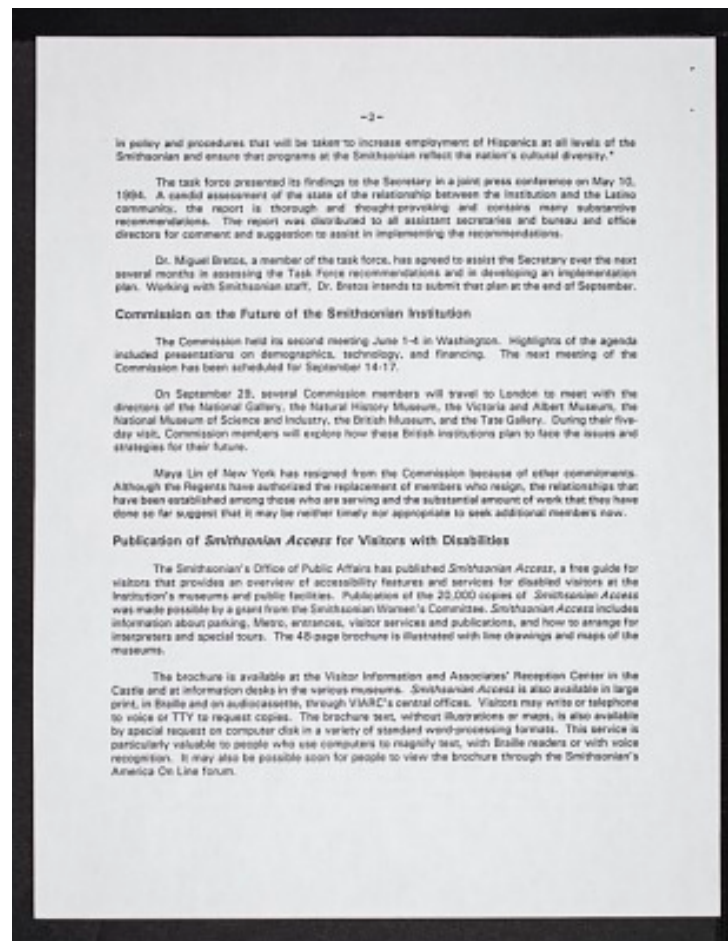 -2-
in policy and procedures that will be taken to increase employment of Hispanics at all levels of the
Smithsonian and ensure that programs at the Smithsonian reflect the nation's cultural diversity."
The task force presented its findings to the Secretary in a joint press conference on May 10,
1994. A candid assessment of the state of the relationship between the Institution and the Latino
community, the report is thorough and thought-provoking and contains many substantive
recommendations. The report was distributed to all assistant secretaries and bureau and office
directors for comment and suggestion to assist in implementing the recommendations.
Dr. Miguel Bretos, a member of the task force, has agreed to assist the Secretary over the next
several months in assessing the Task Force recommendations and in developing an implementation
plan. Working with Smithsonian staff, Dr. Bretos intends to submit that plan at the end of September.
Commission on the Future of the Smithsonian Institution
The Commission held its second meeting June 1-4 in Washington. Highlights of the agenda
included presentations on demographics, technology, and financing. The next meeting of the
Commission has been scheduled for September 14-17.
On September 29, several Commission members will travel to London to meet with the
directors of the National Gallery, the Natural History Museum, the Victoria and Albert Museum, the
National Museum of Science and Industry, the British Museum, and the Tate Gallery. During their five-
day visit, Commission members will explore how these British institutions plan to face the issues and
strategies for their future.
Maya Lin of New York has resigned from the Commission because of other commitments.
Although the Regents have authorized the replacement of members who resign, the relationships that
have been established among those who are serving and the substantial amount of work that they have
done so far suggest that it may be neither timely nor appropriate to seek additional members now.
Publication of Smithsonian Access for Visitors with Disabilities
The Smithsonian's Office of Public Affairs has published Smithsonian Access, a free guide for
visitors that provides an overview of accessibility features and services for disabled visitors at the
Institution's museums and public facilities. Publication of the 20,000 copies of Smithsonian Access
was made possible by a grant from the Smithsonian Women's Committee. Smithsonian Access includes
information about parking, Metro, entrances, visitor services and publications, and how to arrange for
interpreters and special tours. The 48-page brochure is illustrated with line drawings and maps of the
museums.
The brochure is available at the Visitor Information and Associates' Reception Center in the
Castle and at information desks in the various museums. Smithsonian Access is also available in large
print, in Braille and on audiocassette, through VIARC's central offices. Visitors may write or telephone
to voice or TTY to request copies. The brochure text, without illustrations or maps, is also available
by special request on computer disk in a variety of standard word-processing formats. This service is
particularly valuable to people who use computers to magnify text, with Braille readers or with voice
recognition. It may also be possible soon for people to view the brochure through the Smithsonian's
America On Line forum.